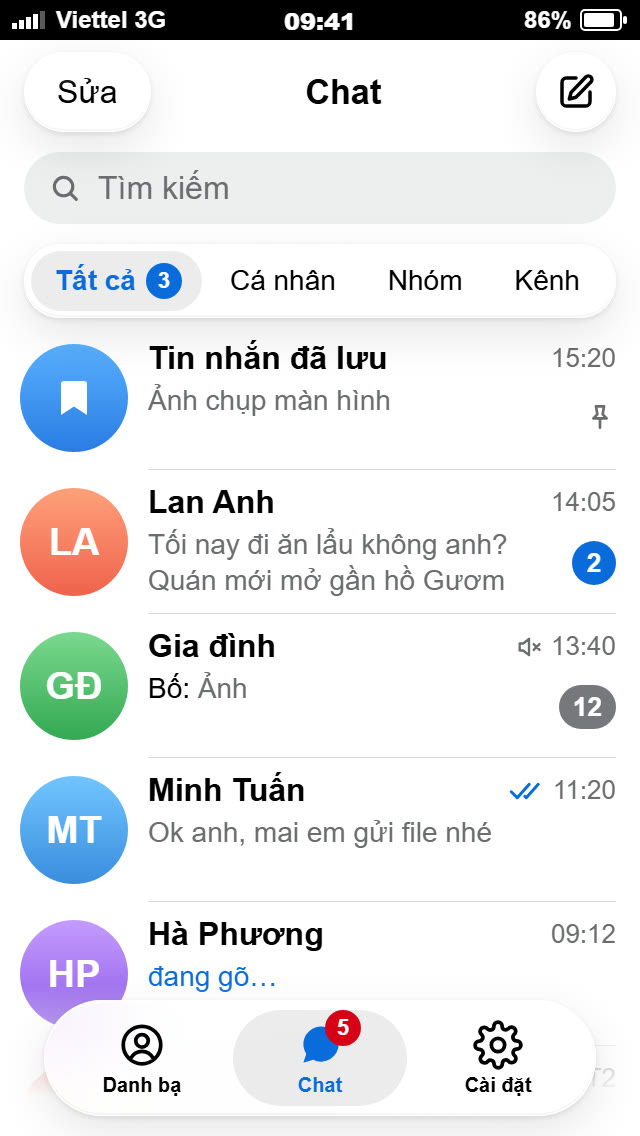 Viettel 3G 09:41 86%
Sửa Chat
Tìm kiếm
Tất cả 3 Cá nhân Nhóm Kênh
Tin nhắn đã lưu 15:20
Ảnh chụp màn hình
Lan Anh 14:05
LA Tối nay đi ăn lẩu không anh? 2
Quán mới mở gần hồ Gươm
Gia đình 13:40
GĐ Bố: Ảnh 12
Minh Tuấn 11:20
MT Ok anh, mai em gửi file nhé
Hà Phương 09:12
HP đang gõ…
5
T2
Danh bạ Chat Cài đặt